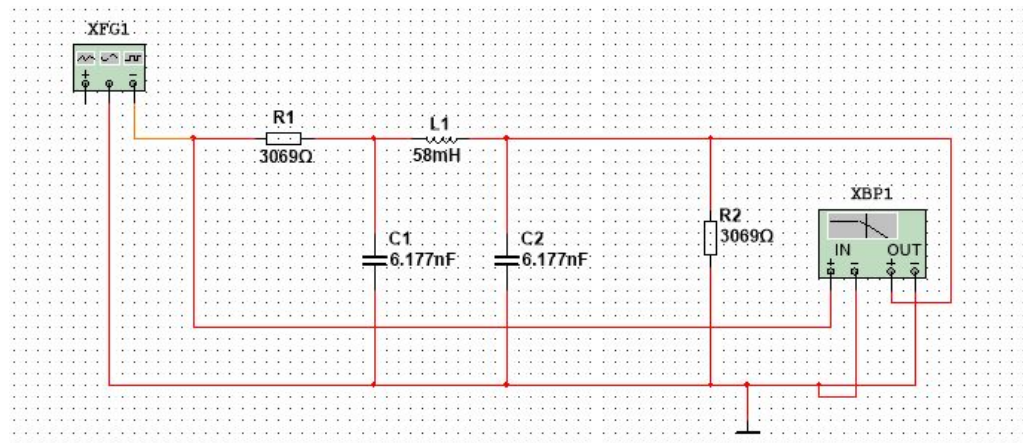 XFG1
R1
3069Ω
L1
58mH
C1
6.177nF
C2
6.177nF
R2
3069Ω
XBP1
IN OUT